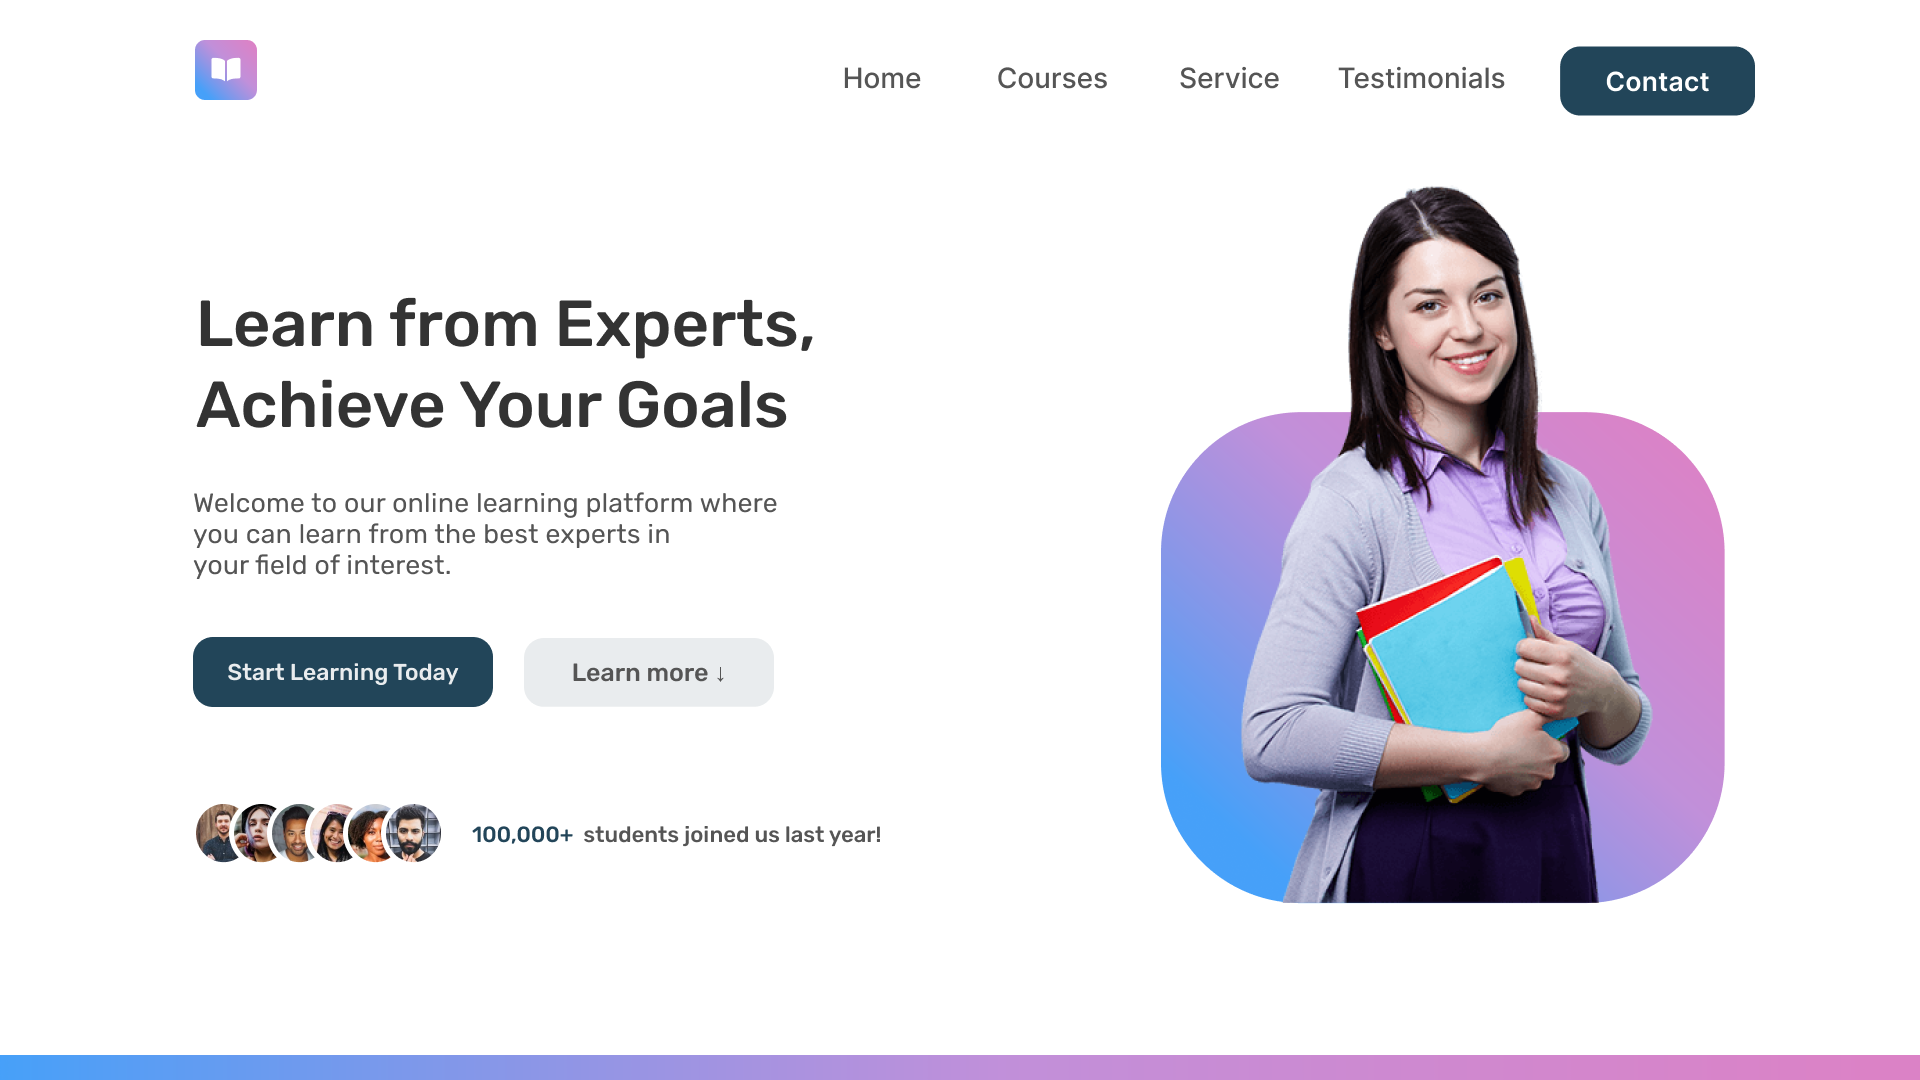 Home
Courses
Service
Testimonials
Contact
Learn from Experts,
Achieve Your Goals
Welcome to our online learning platform where
you can learn from the best experts in
your field of interest.
Start Learning Today
Learn more ↓
100,000+ students joined us last year!